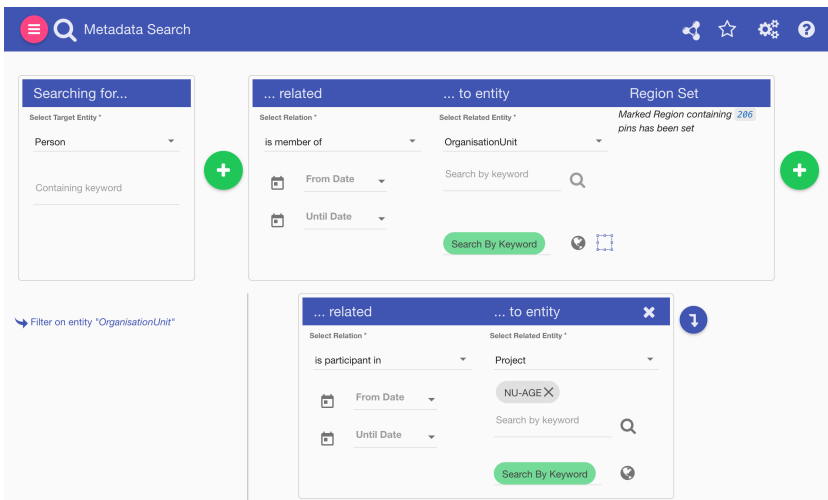 Metadata Search
Searching for...
Select Target Entity *
Person
Containing keyword
... related
... to entity
Region Set
Select Relation *
Select Related Entity *
Marked Region containing 206
pins has been set
is member of
OrganisationUnit
From Date
Search by keyword
Until Date
Search By Keyword
Filter on entity "OrganisationUnit"
... related
... to entity
Select Relation *
Select Related Entity *
is participant in
Project
NU-AGE
From Date
Search by keyword
Until Date
Search By Keyword